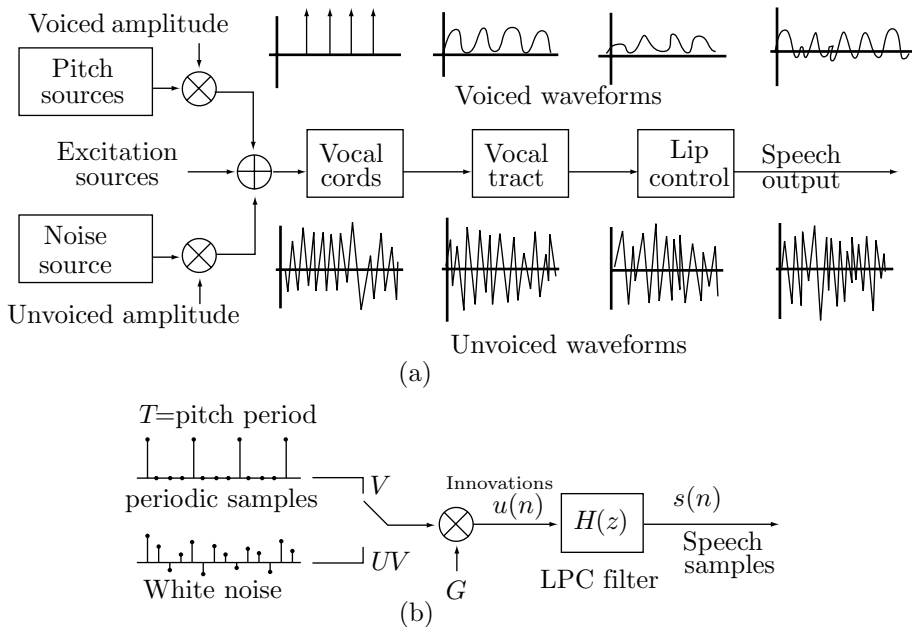 Voiced amplitude
Pitch
sources
Voiced waveforms
Excitation
sources
Vocal
cords
Vocal
tract
Lip
control
Speech
output
Noise
source
Unvoiced amplitude
Unvoiced waveforms
(a)
T=pitch period
periodic samples
V
UV
White noise
G
Innovations
u(n)
H(z)
LPC filter
s(n)
Speech
samples
(b)